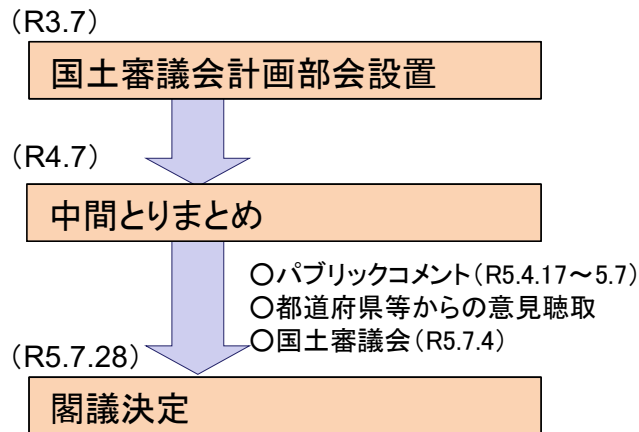 （R3.7）
国土審議会計画部会設置
（R4.7）
中間とりまとめ
○パブリックコメント（R5.4.17～5.7）
○都道府県等からの意見聴取
○国土審議会（R5.7.4）
（R5.7.28）
閣議決定